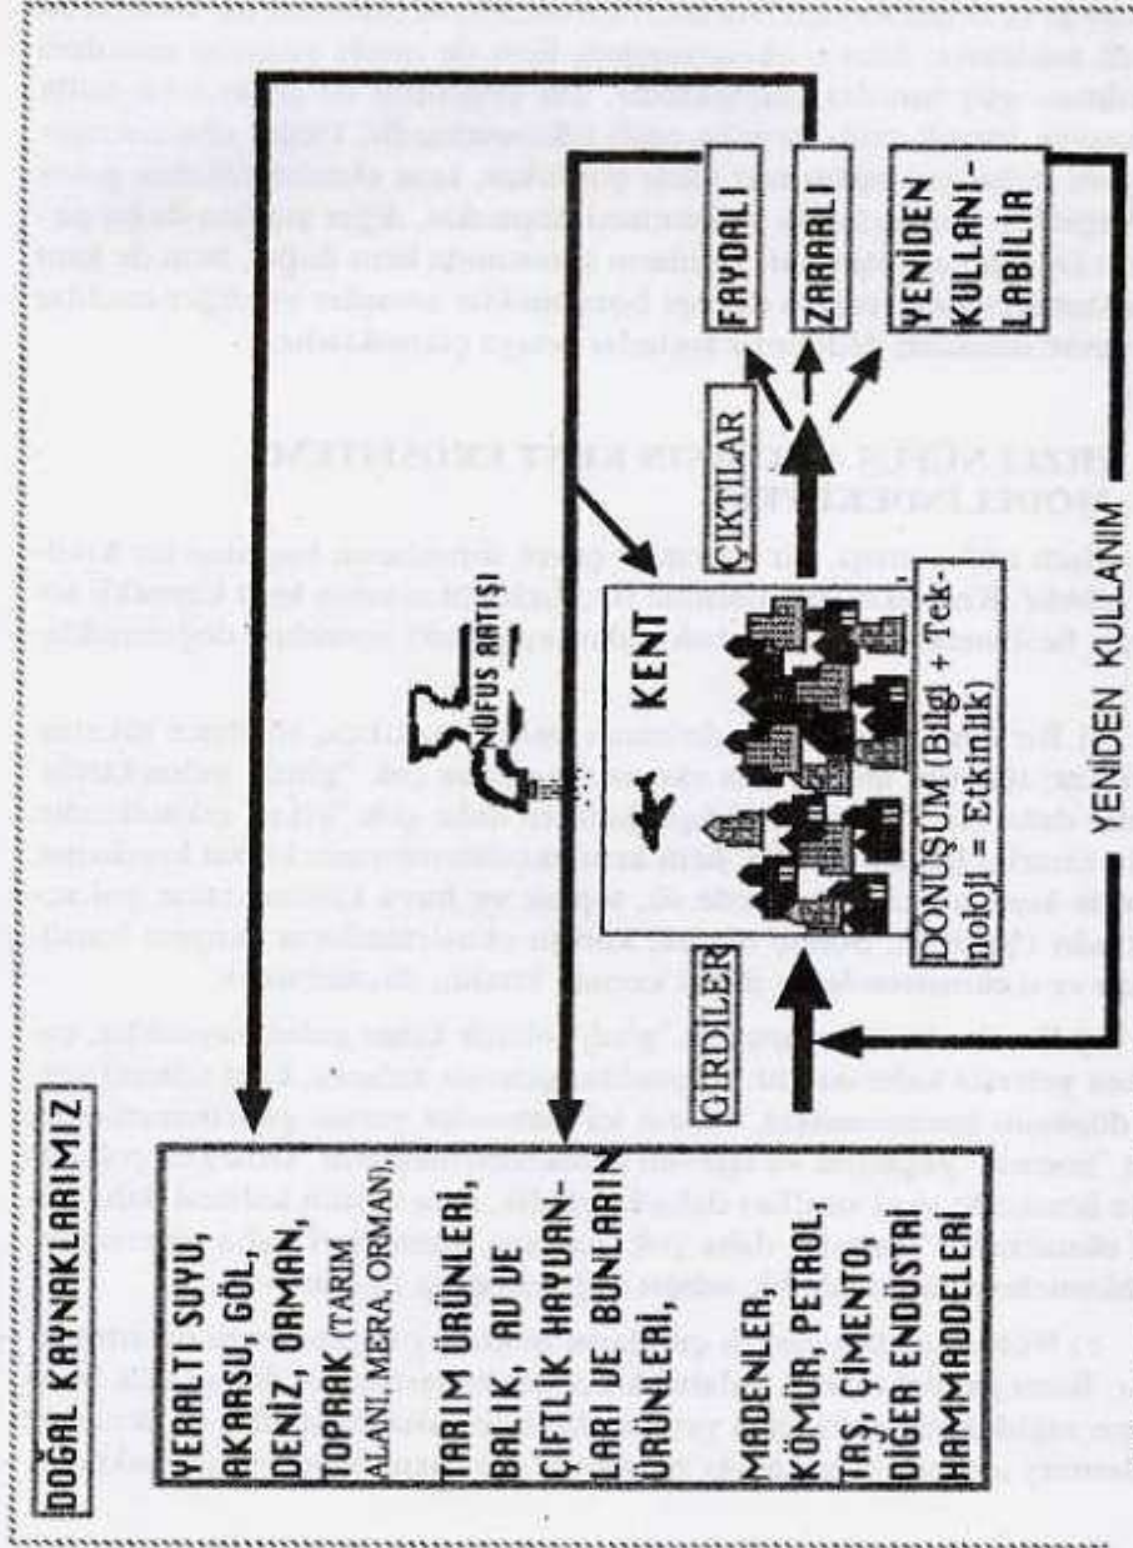 DOĞAL KAYNAKLARIMIZ
YERALTI SUYU,
AKARSU, GÖL,
DENİZ, ORMAN,
TOPRAK (TARIM
ALANI, MERA, ORMAN),
TARIM ÜRÜNLERİ,
BALIK, AV VE
ÇİFTLİK HAYVAN-
LARI VE BUNLARIN
ÜRÜNLERİ,
MADENLER,
KÖMÜR, PETROL,
TAŞ, ÇİMENTO,
DİĞER ENDÜSTRİ
HAMMADDELERİ
GİRDİLER
NÜFUS ARTIŞI
KENT
DÖNÜŞÜM (Bilgi + Tek-
noloji = Etkinlik)
ÇIKTILAR
FAYDALI
ZARARLI
YENİDEN
KULLANI-
LABİLİR
YENİDEN KULLANIM